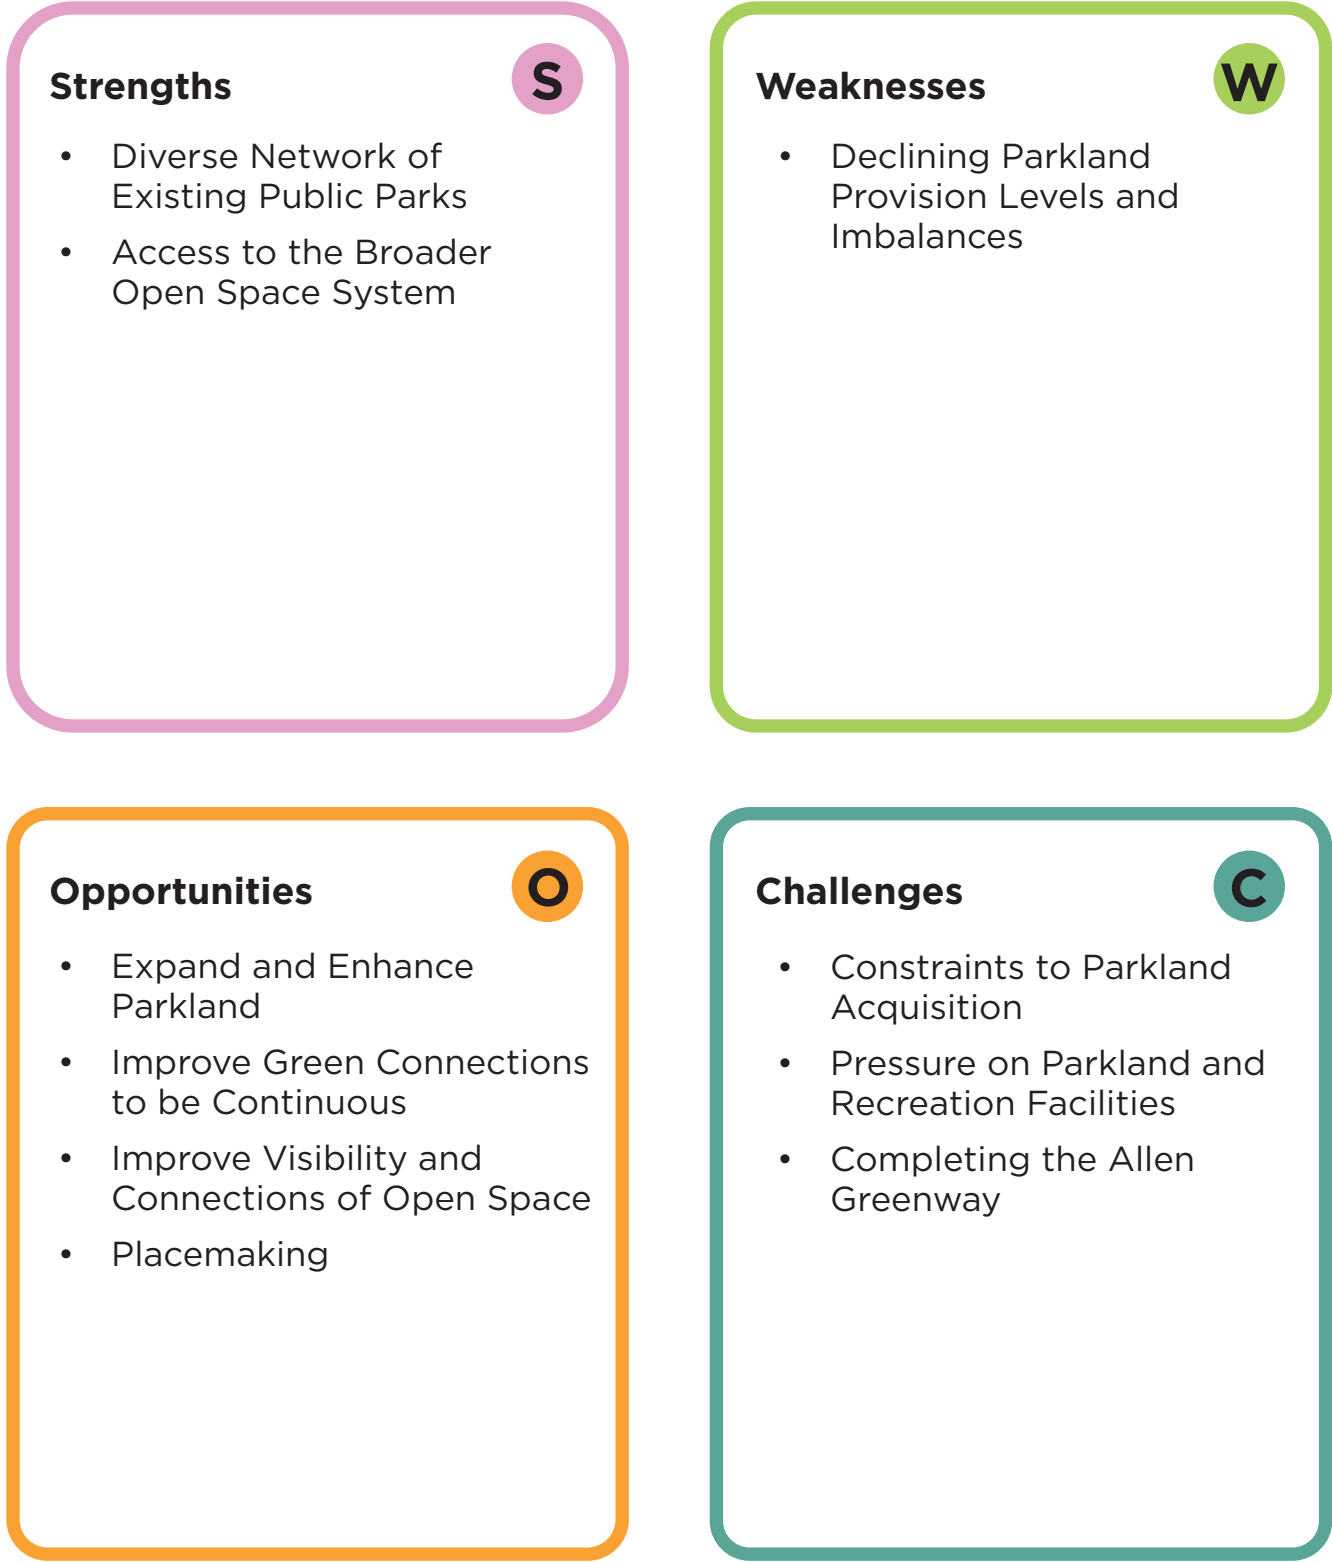 Strengths
S
• Diverse Network of
Existing Public Parks
• Access to the Broader
Open Space System
Weaknesses
W
• Declining Parkland
Provision Levels and
Imbalances
Opportunities
O
• Expand and Enhance
Parkland
• Improve Green Connections
to be Continuous
• Improve Visibility and
Connections of Open Space
• Placemaking
Challenges
C
• Constraints to Parkland
Acquisition
• Pressure on Parkland and
Recreation Facilities
• Completing the Allen
Greenway